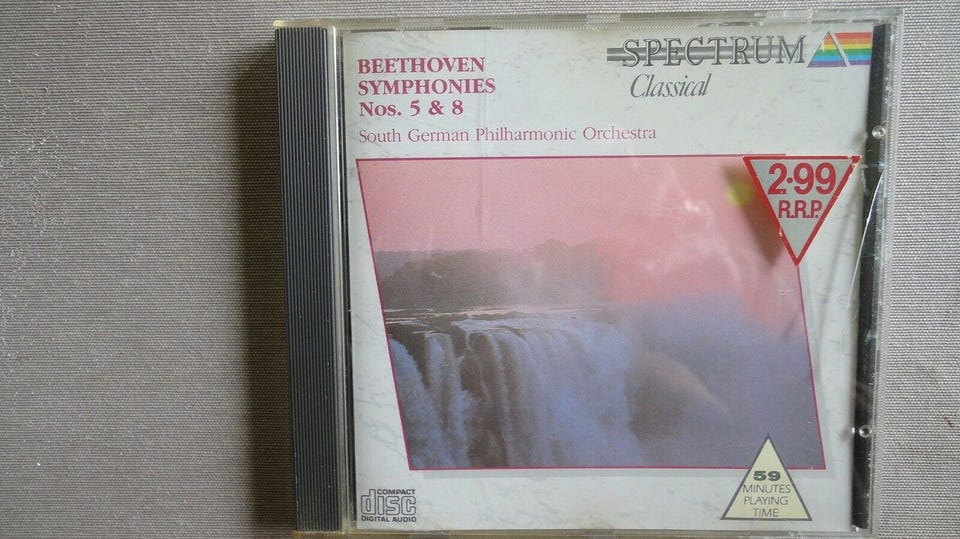 BEETHOVEN
SYMPHONIES
Nos. 5 & 8
South German Philharmonic Orchestra
SPECTRUM
Classical
2·99
R.R.P.
59
MINUTES
PLAYING
TIME
COMPACT
disc
DIGITAL AUDIO